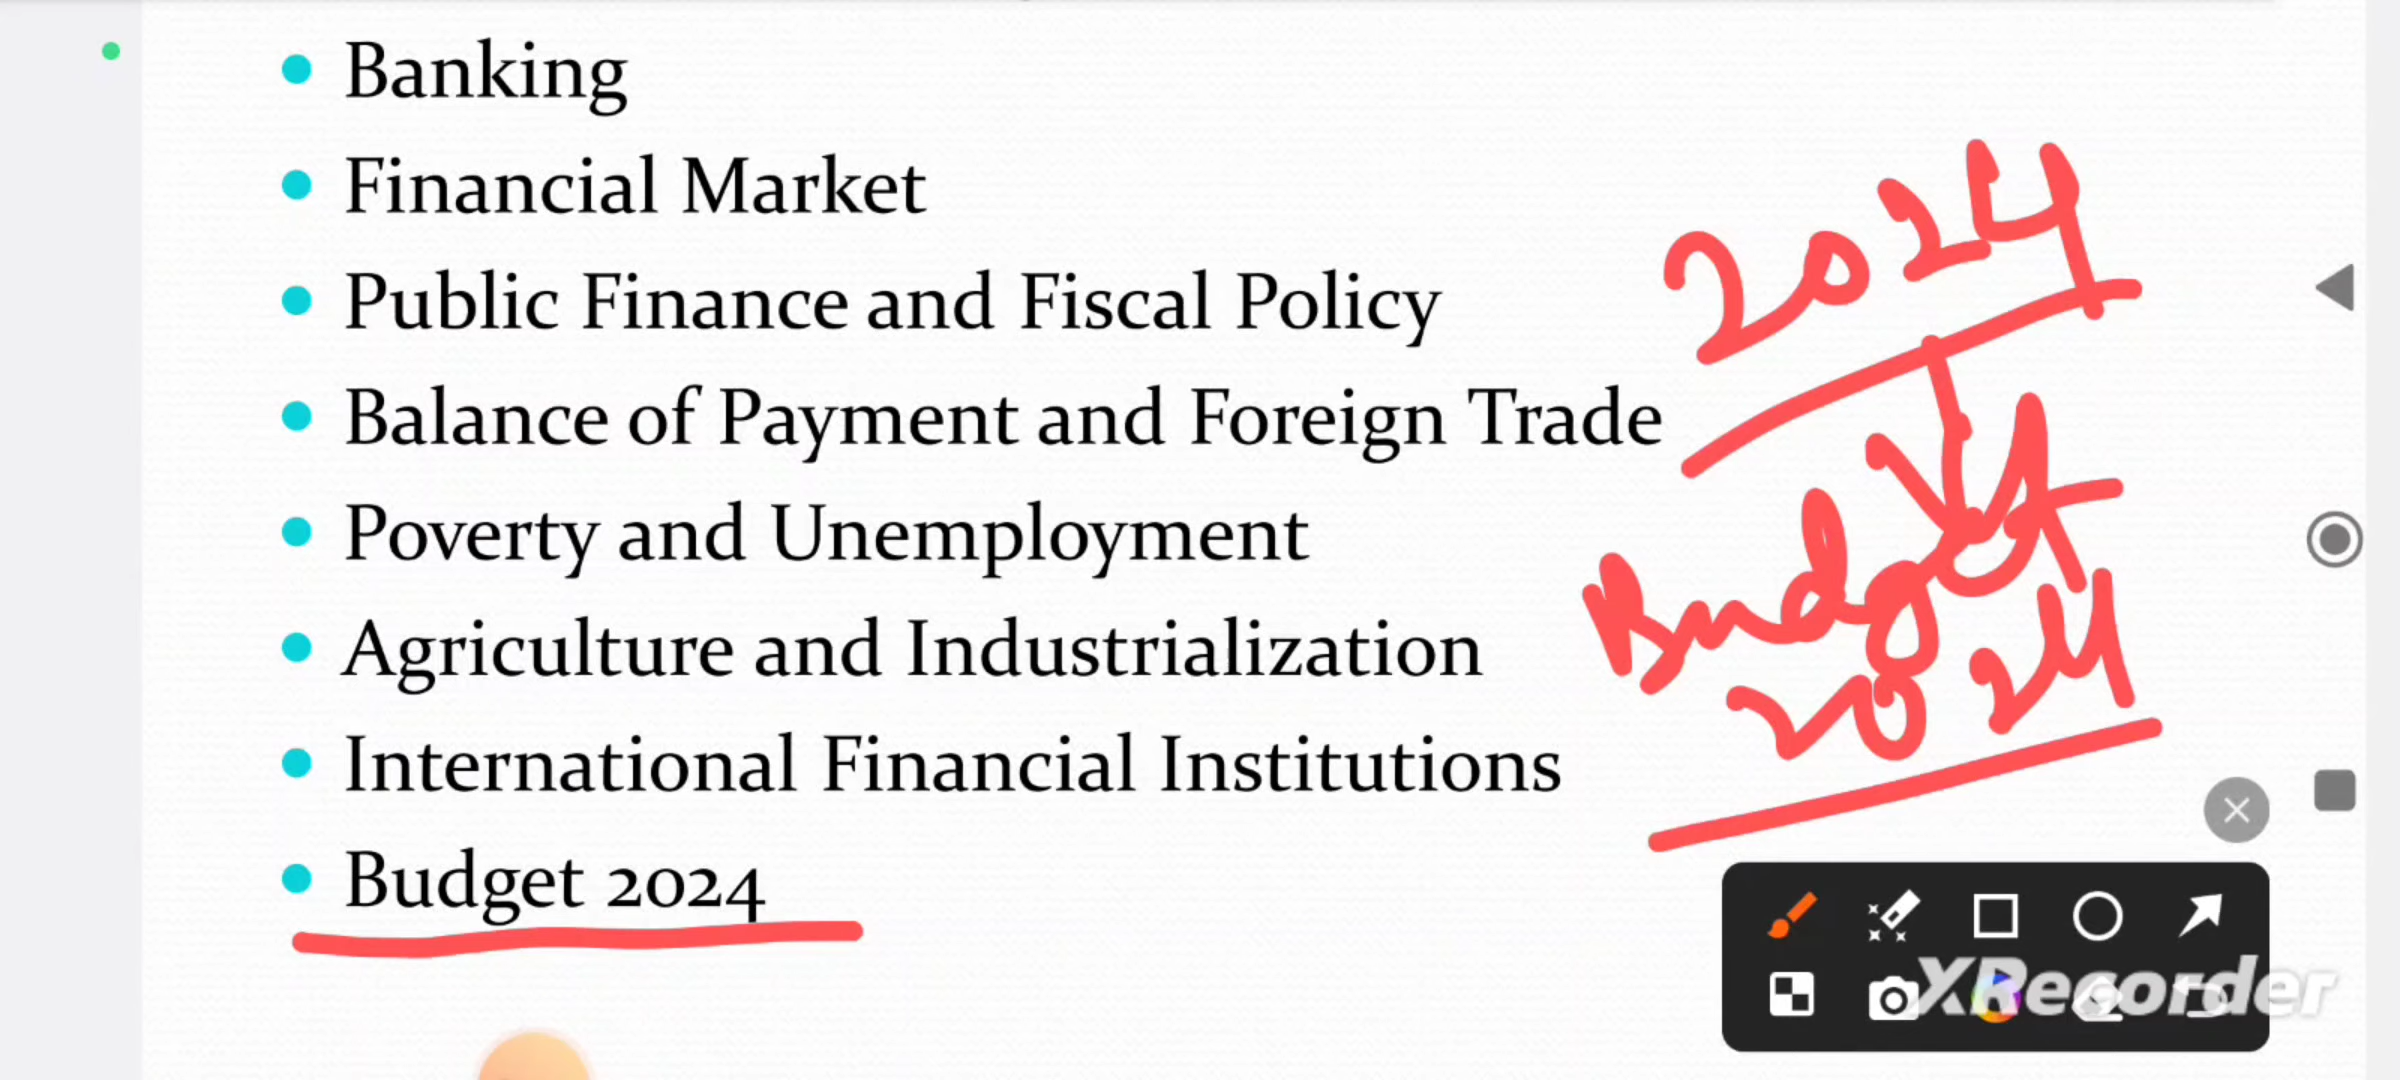 Banking
Financial Market
Public Finance and Fiscal Policy
Balance of Payment and Foreign Trade
Poverty and Unemployment
Agriculture and Industrialization
International Financial Institutions
Budget 2024
2024
Budget
2024
XRecorder